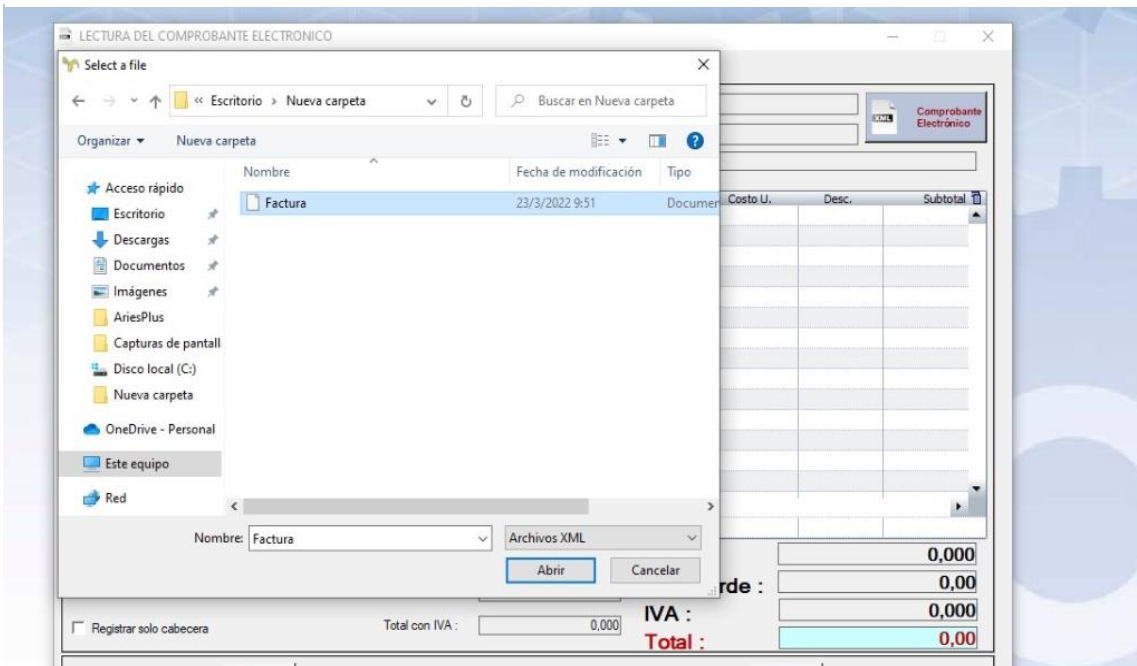 LECTURA DEL COMPROBANTE ELECTRONICO
Select a file
« Escritorio › Nueva carpeta
Buscar en Nueva carpeta
XML
Comprobante
Electrónico
Organizar
Nueva carpeta
Nombre
Fecha de modificación
Tipo
Factura
23/3/2022 9:51
Documen
Acceso rápido
Escritorio
Descargas
Documentos
Imágenes
AriesPlus
Capturas de pantall
Disco local (C:)
Nueva carpeta
OneDrive - Personal
Este equipo
Red
Costo U.
Desc.
Subtotal
Nombre:
Factura
Archivos XML
Abrir
Cancelar
0,000
rde :
0,00
IVA :
0,000
Total :
0,00
Registrar solo cabecera
Total con IVA :
0,000